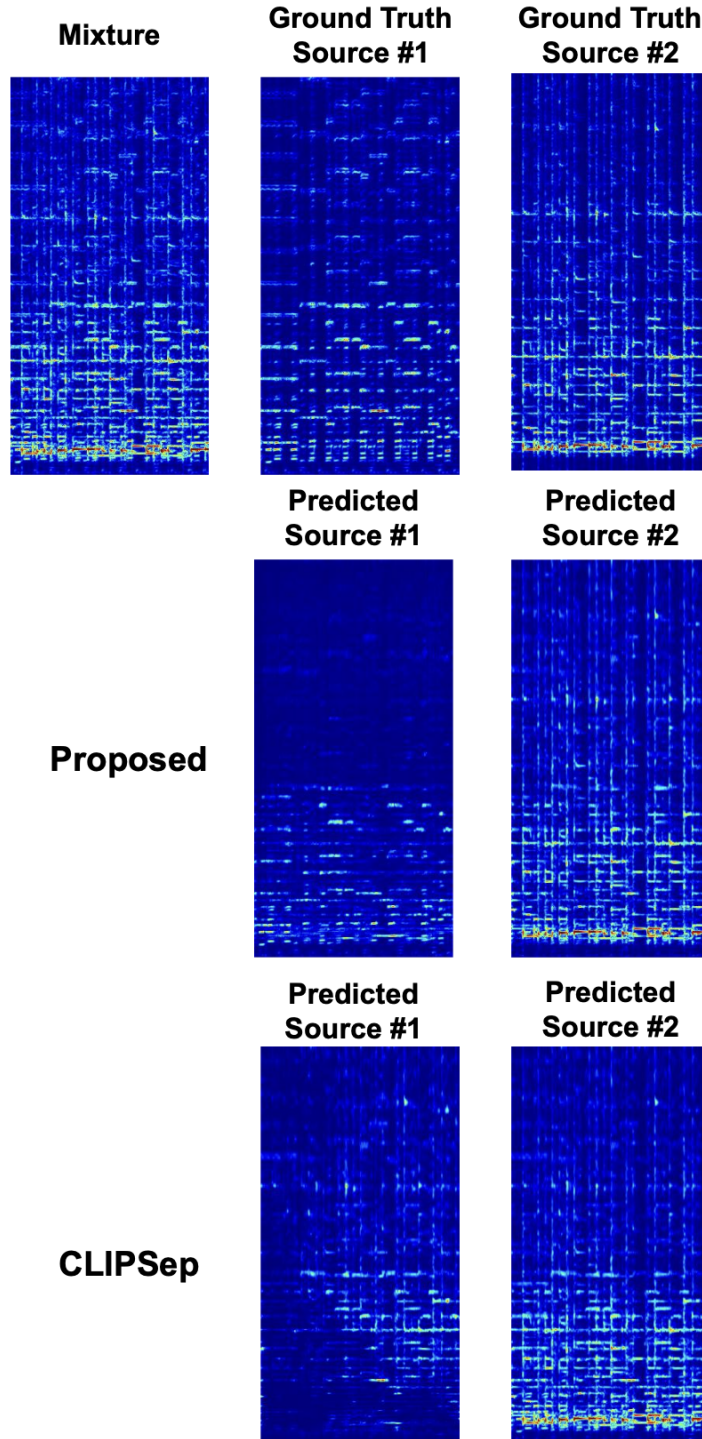 Mixture
Ground Truth
Source #1
Ground Truth
Source #2
Predicted
Source #1
Predicted
Source #2
Proposed
Predicted
Source #1
Predicted
Source #2
CLIPSep